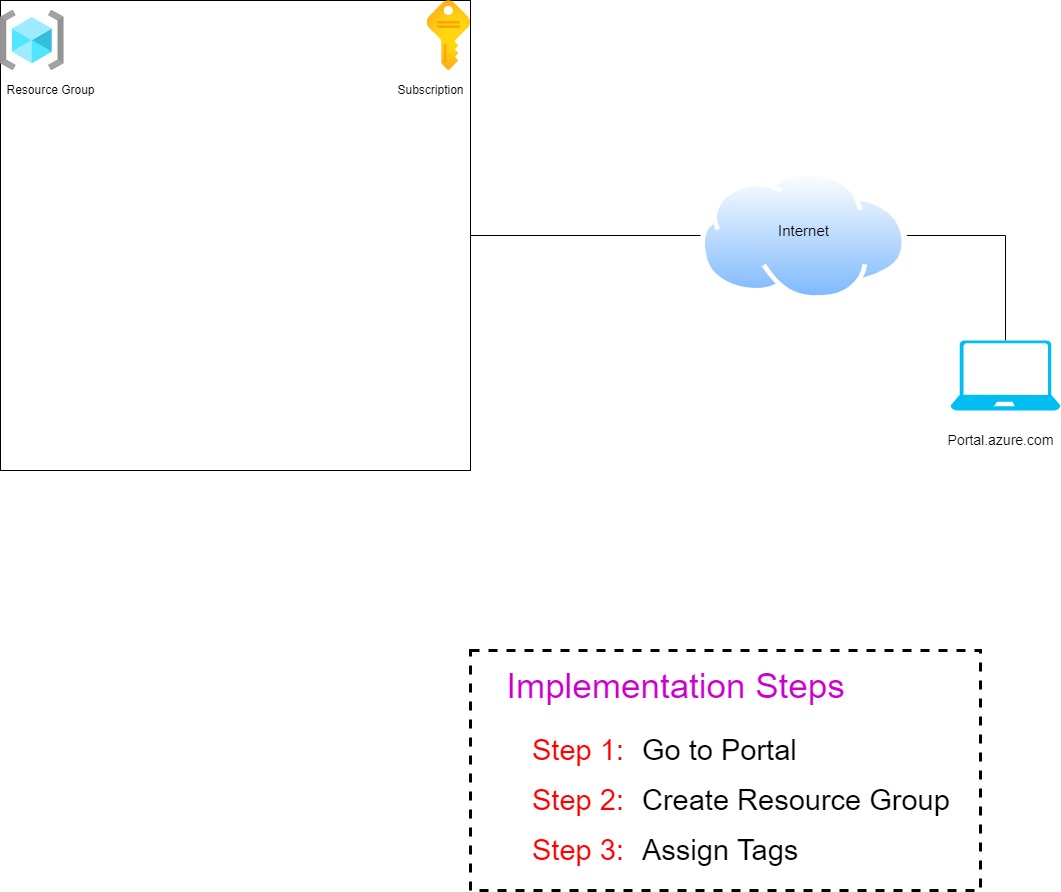 Resource Group
Subscription
Internet
Portal.azure.com
Implementation Steps
Step 1: Go to Portal
Step 2: Create Resource Group
Step 3: Assign Tags